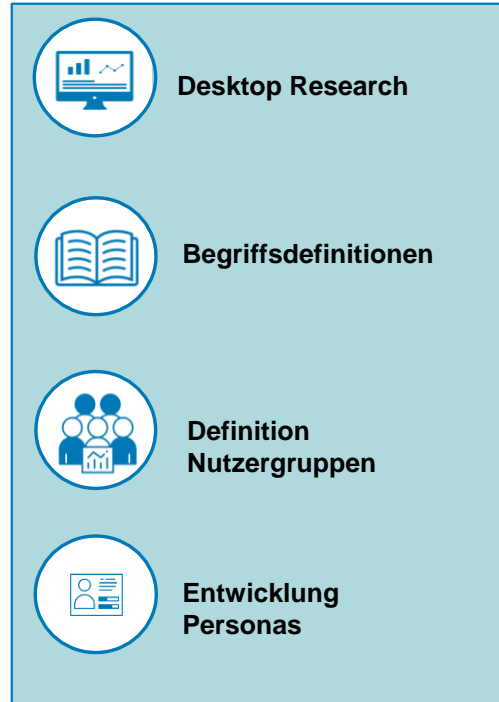 Desktop Research
Begriffsdefinitionen
Definition
Nutzergruppen
Entwicklung
Personas